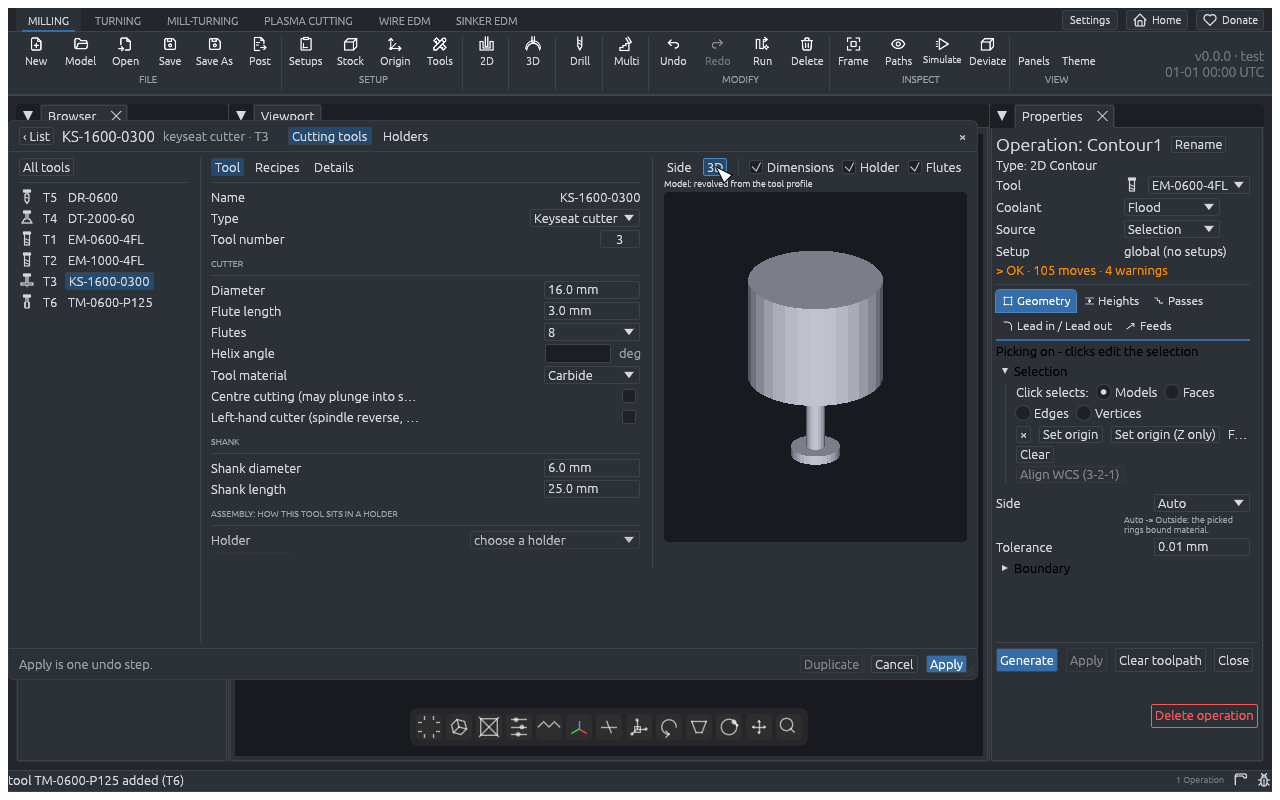 MILLING TURNING MILL-TURNING PLASMA CUTTING WIRE EDM SINKER EDM Settings Home Donate
New Model Open Save Save As Post Setups Stock Origin Tools 2D 3D Drill Multi Undo Redo Run Delete Frame Paths Simulate Deviate Panels Theme
FILE SETUP MODIFY INSPECT VIEW
v0.0.0 · test
01-01 00:00 UTC
Browser Viewport Properties
‹ List KS-1600-0300 keyseat cutter · T3 Cutting tools Holders ×
All tools
T5 DR-0600
T4 DT-2000-60
T1 EM-0600-4FL
T2 EM-1000-4FL
T3 KS-1600-0300
T6 TM-0600-P125
Tool Recipes Details
Name KS-1600-0300
Type Keyseat cutter
Tool number 3
CUTTER
Diameter 16.0 mm
Flute length 3.0 mm
Flutes 8
Helix angle deg
Tool material Carbide
Centre cutting (may plunge into s…
Left-hand cutter (spindle reverse, …
SHANK
Shank diameter 6.0 mm
Shank length 25.0 mm
ASSEMBLY: HOW THIS TOOL SITS IN A HOLDER
Holder choose a holder
Side 3D Dimensions Holder Flutes
Model: revolved from the tool profile
Apply is one undo step. Duplicate Cancel Apply
Operation: Contour1 Rename
Type: 2D Contour
Tool EM-0600-4FL
Coolant Flood
Source Selection
Setup global (no setups)
> OK · 105 moves · 4 warnings
Geometry Heights Passes
Lead in / Lead out Feeds
Picking on - clicks edit the selection
Selection
Click selects: Models Faces
Edges Vertices
× Set origin Set origin (Z only) F…
Clear
Align WCS (3-2-1)
Side Auto
Auto -> Outside: the picked
rings bound material.
Tolerance 0.01 mm
Boundary
Generate Apply Clear toolpath Close
Delete operation
tool TM-0600-P125 added (T6) 1 Operation